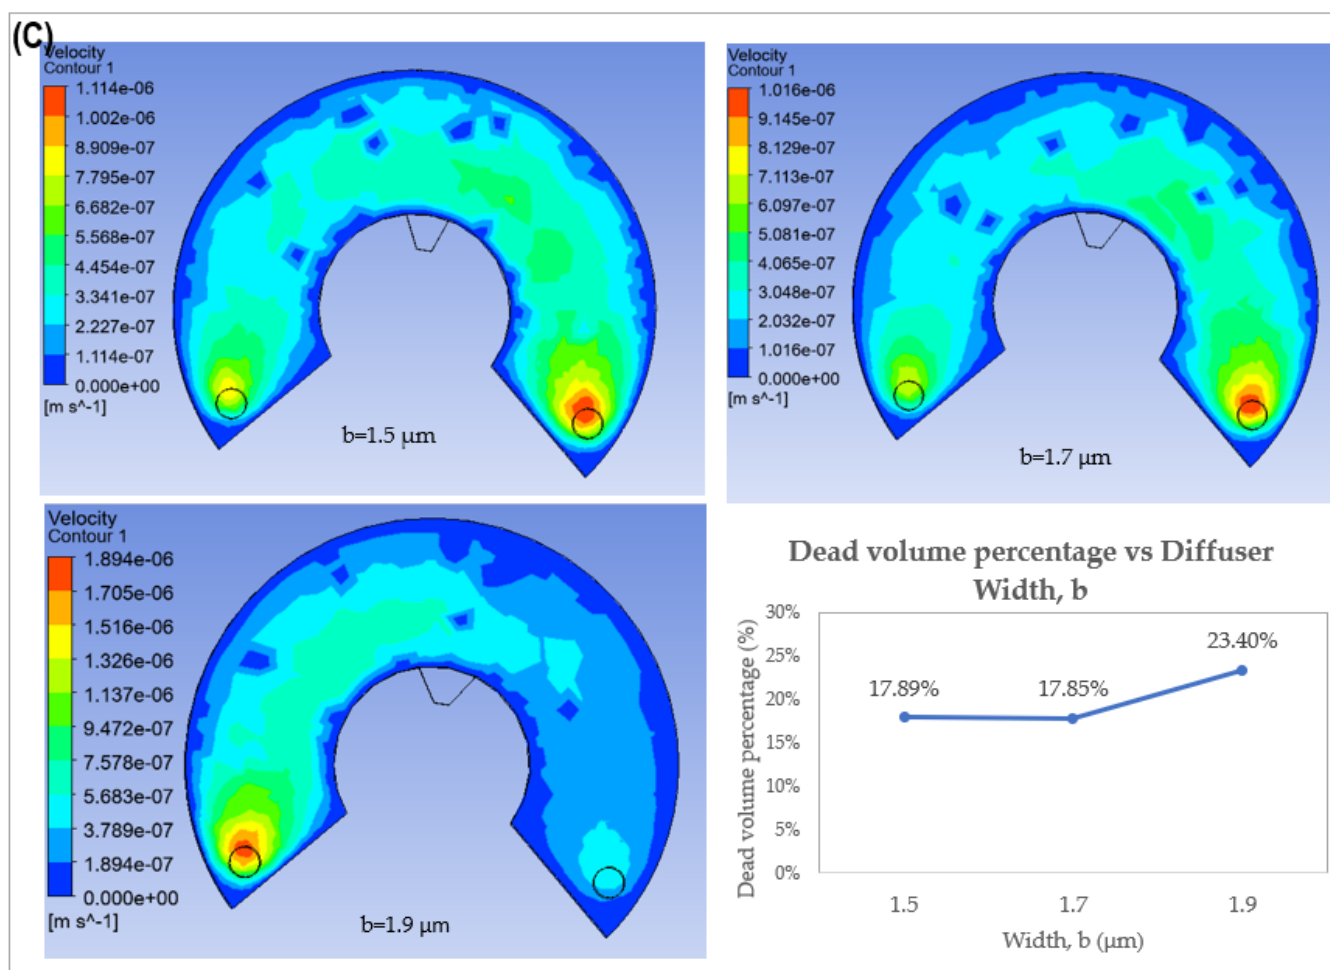 (C)
Velocity
Contour 1
1.114e-06
1.002e-06
8.909e-07
7.795e-07
6.682e-07
5.568e-07
4.454e-07
3.341e-07
2.227e-07
1.114e-07
0.000e+00
[m s^-1]
b=1.5 μm
Velocity
Contour 1
1.016e-06
9.145e-07
8.129e-07
7.113e-07
6.097e-07
5.081e-07
4.065e-07
3.048e-07
2.032e-07
1.016e-07
0.000e+00
[m s^-1]
b=1.7 μm
Velocity
Contour 1
1.894e-06
1.705e-06
1.516e-06
1.326e-06
1.137e-06
9.472e-07
7.578e-07
5.683e-07
3.789e-07
1.894e-07
0.000e+00
[m s^-1]
b=1.9 μm
Dead volume percentage vs Diffuser
Width, b
Dead volume percentage (%)
30%
25%
20%
15%
10%
5%
0%
17.89%
17.85%
23.40%
1.5
1.7
1.9
Width, b (μm)